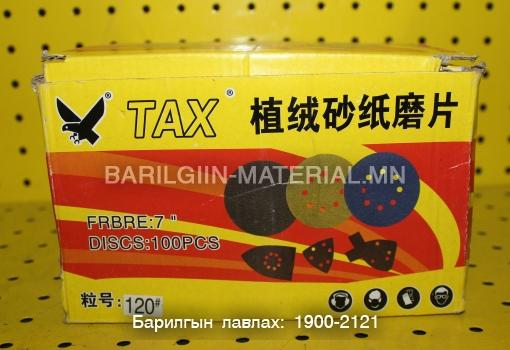 TAX® 植绒砂纸磨片
BARILGIIN-MATERIAL.MN
FRBRE:7"
DISCS:100PCS
粒号: 120#
Барилгын лавлах: 1900-2121